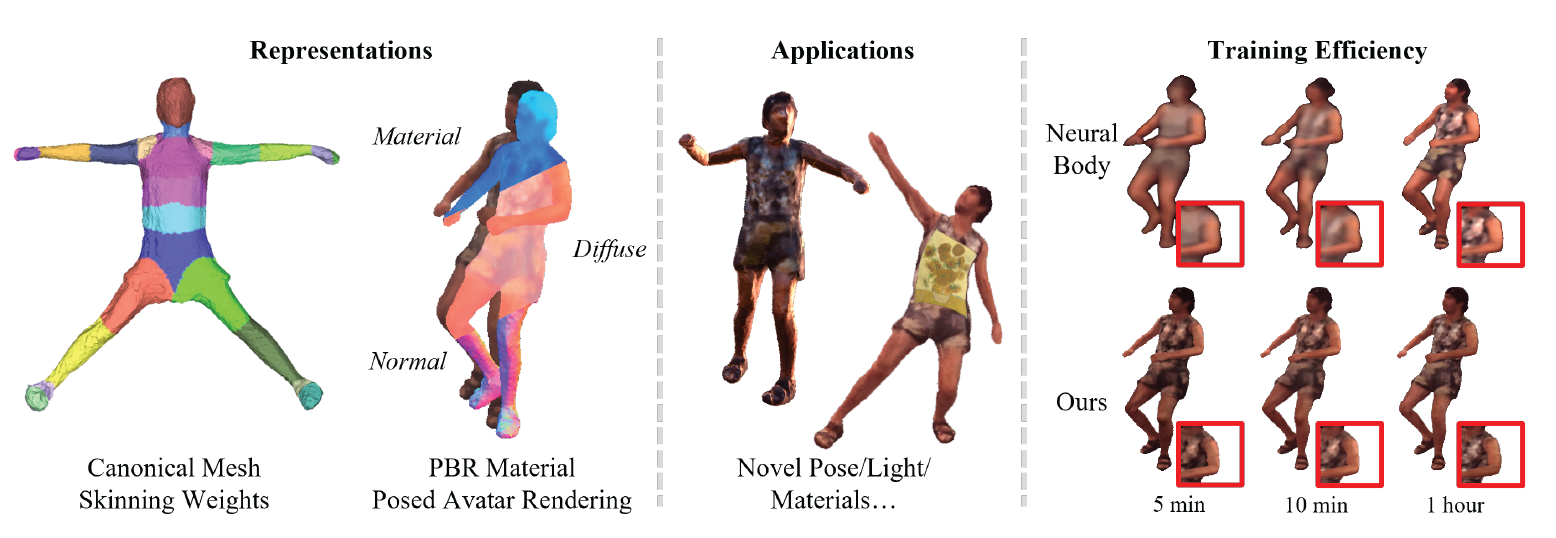 Representations
Material
Diffuse
Normal
Canonical Mesh
Skinning Weights
PBR Material
Posed Avatar Rendering
Applications
Novel Pose/Light/
Materials…
Training Efficiency
Neural
Body
Ours
5 min
10 min
1 hour